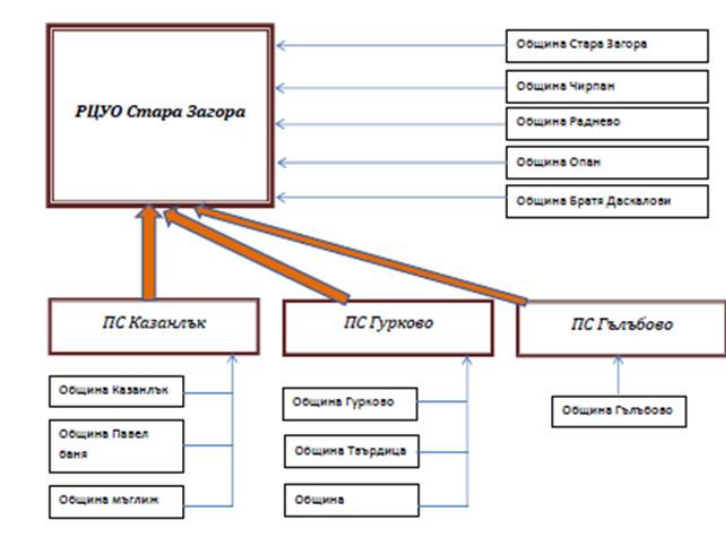 Община Стара Загора
РЦУО Стара Загора
Община Чирпан
Община Раднево
Община Опан
Община Братя Даскалови
ПС Казанлък
ПС Гурково
ПС Гълъбово
Община Казанлък
Община Павел
баня
Община мъглиж
Община Гурково
Община Твърдица
Община
Община Гълъбово